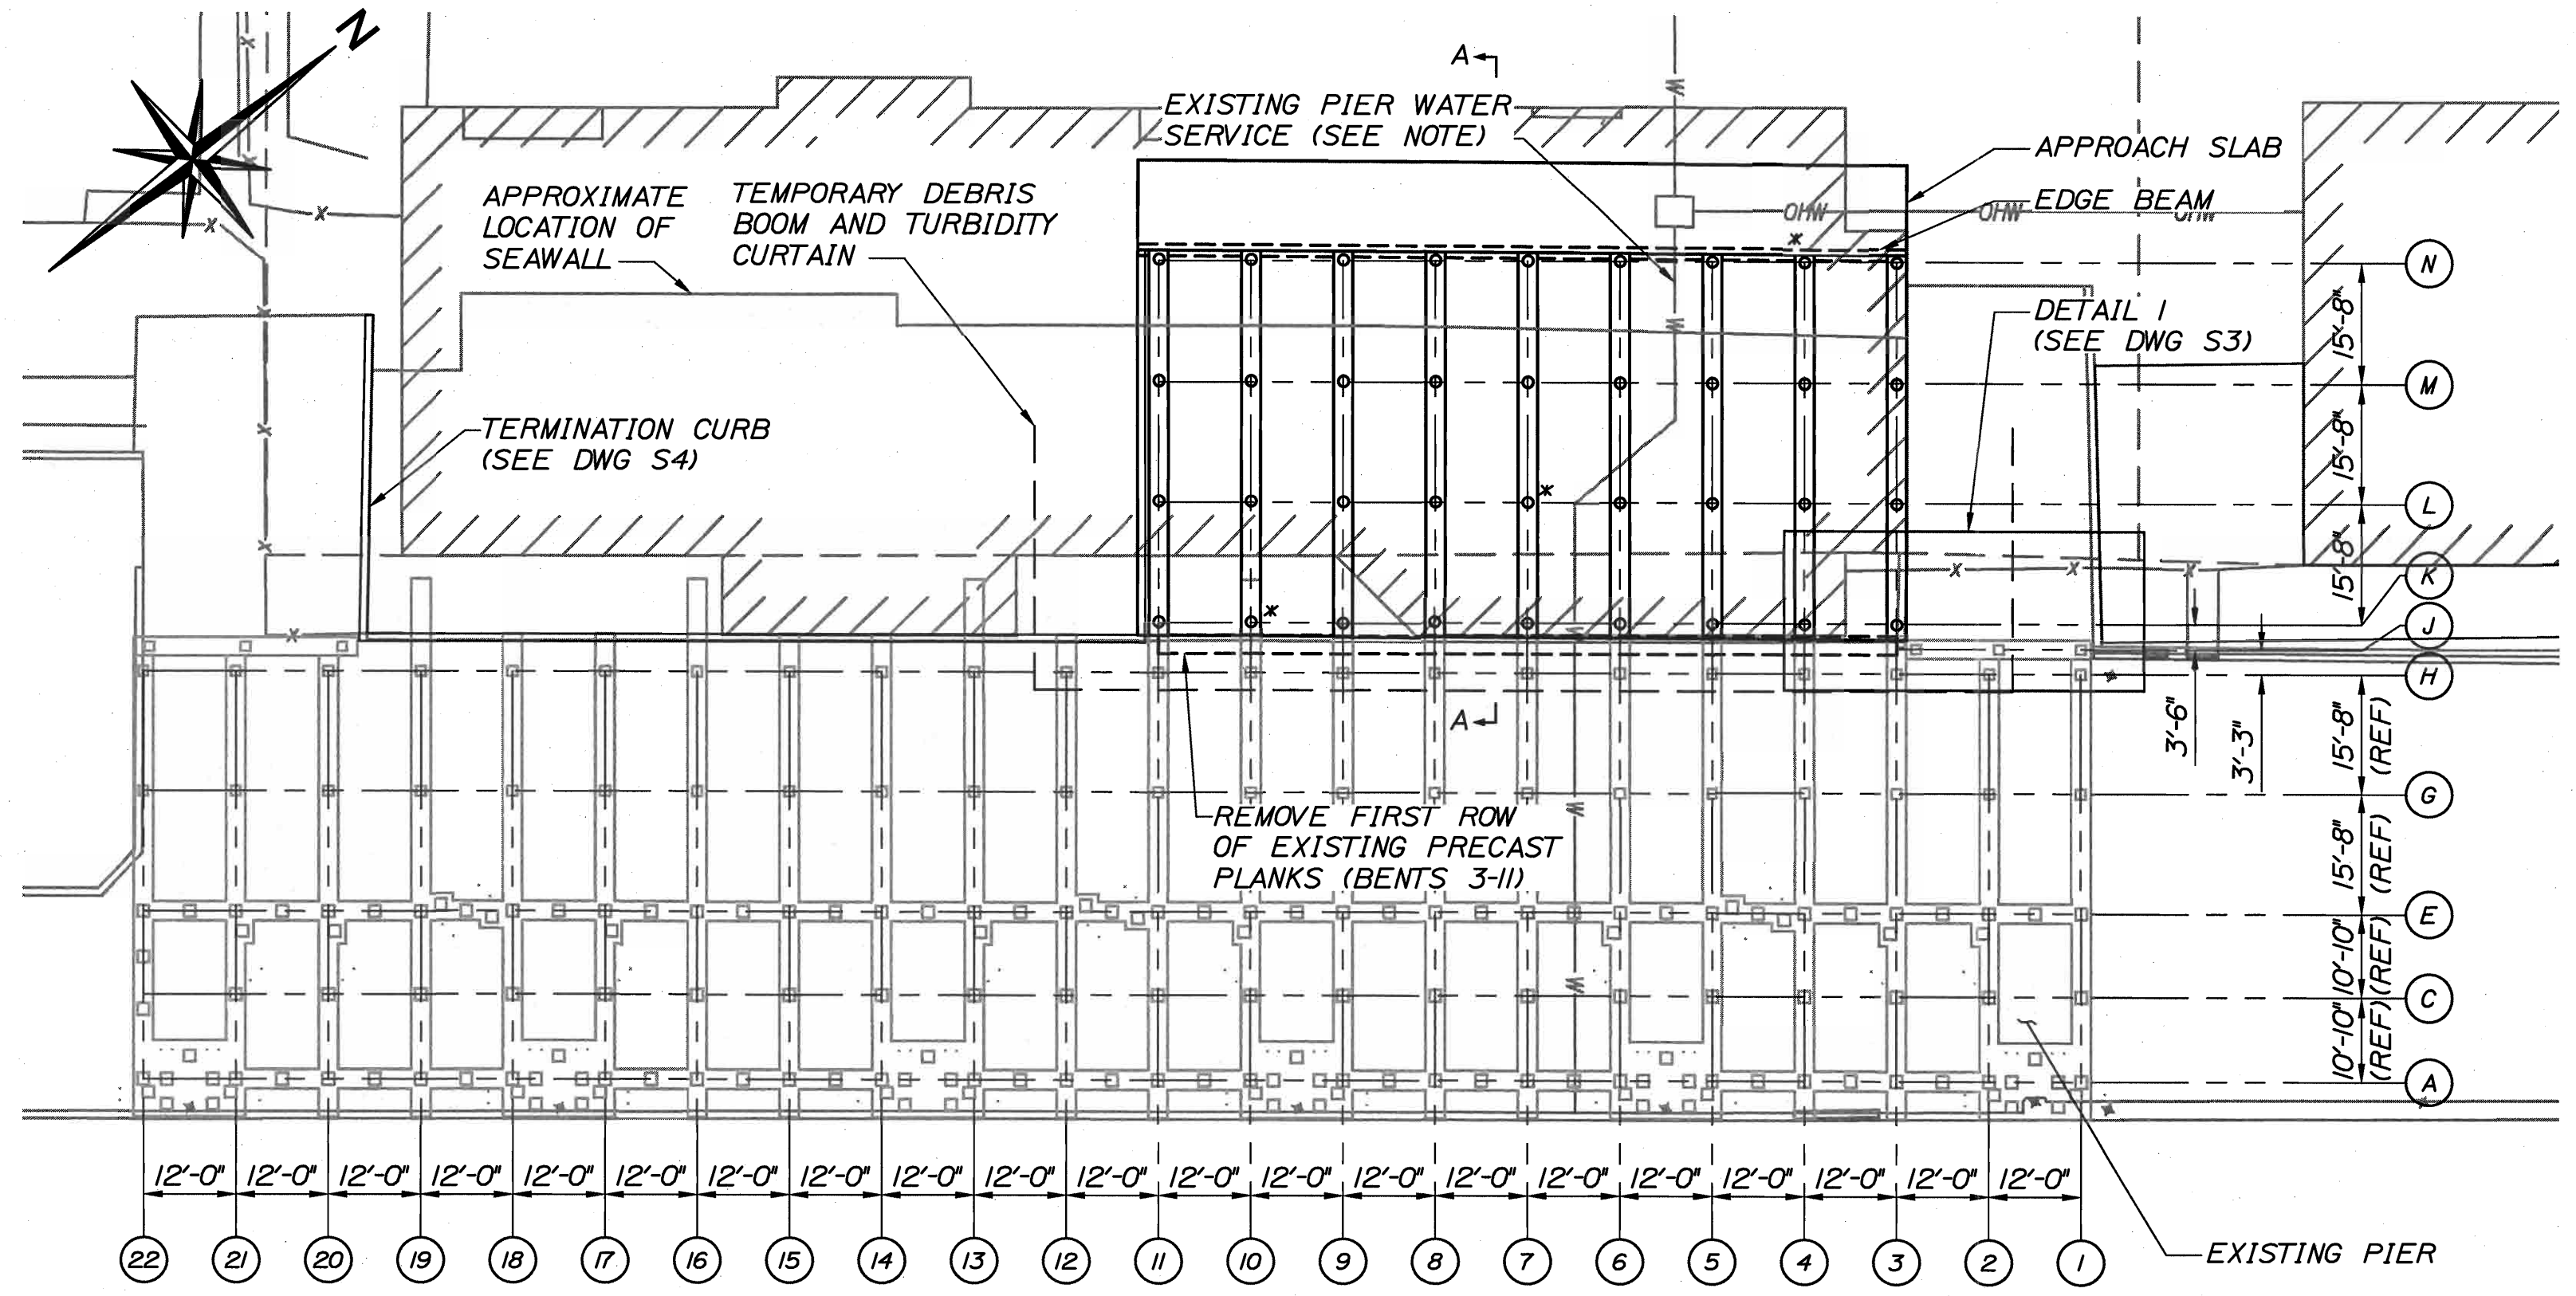 N
A
EXISTING PIER WATER
SERVICE (SEE NOTE)
W
APPROACH SLAB
EDGE BEAM
OHW
OHW
OHW
APPROXIMATE
LOCATION OF
SEAWALL
TEMPORARY DEBRIS
BOOM AND TURBIDITY
CURTAIN
N
DETAIL 1
(SEE DWG S3)
15'-8"
W
M
TERMINATION CURB
(SEE DWG S4)
15'-8"
L
15'-8"
K
J
H
W
A
3'-6"
3'-3"
15'-8"
(REF)
G
REMOVE FIRST ROW
OF EXISTING PRECAST
PLANKS (BENTS 3-11)
W
15'-8"
(REF)
E
10'-10"
(REF)
W
C
10'-10"
(REF)
A
12'-0" 12'-0" 12'-0" 12'-0" 12'-0" 12'-0" 12'-0" 12'-0" 12'-0" 12'-0" 12'-0" 12'-0" 12'-0" 12'-0" 12'-0" 12'-0" 12'-0" 12'-0" 12'-0" 12'-0" 12'-0"
22 21 20 19 18 17 16 15 14 13 12 11 10 9 8 7 6 5 4 3 2 1
EXISTING PIER